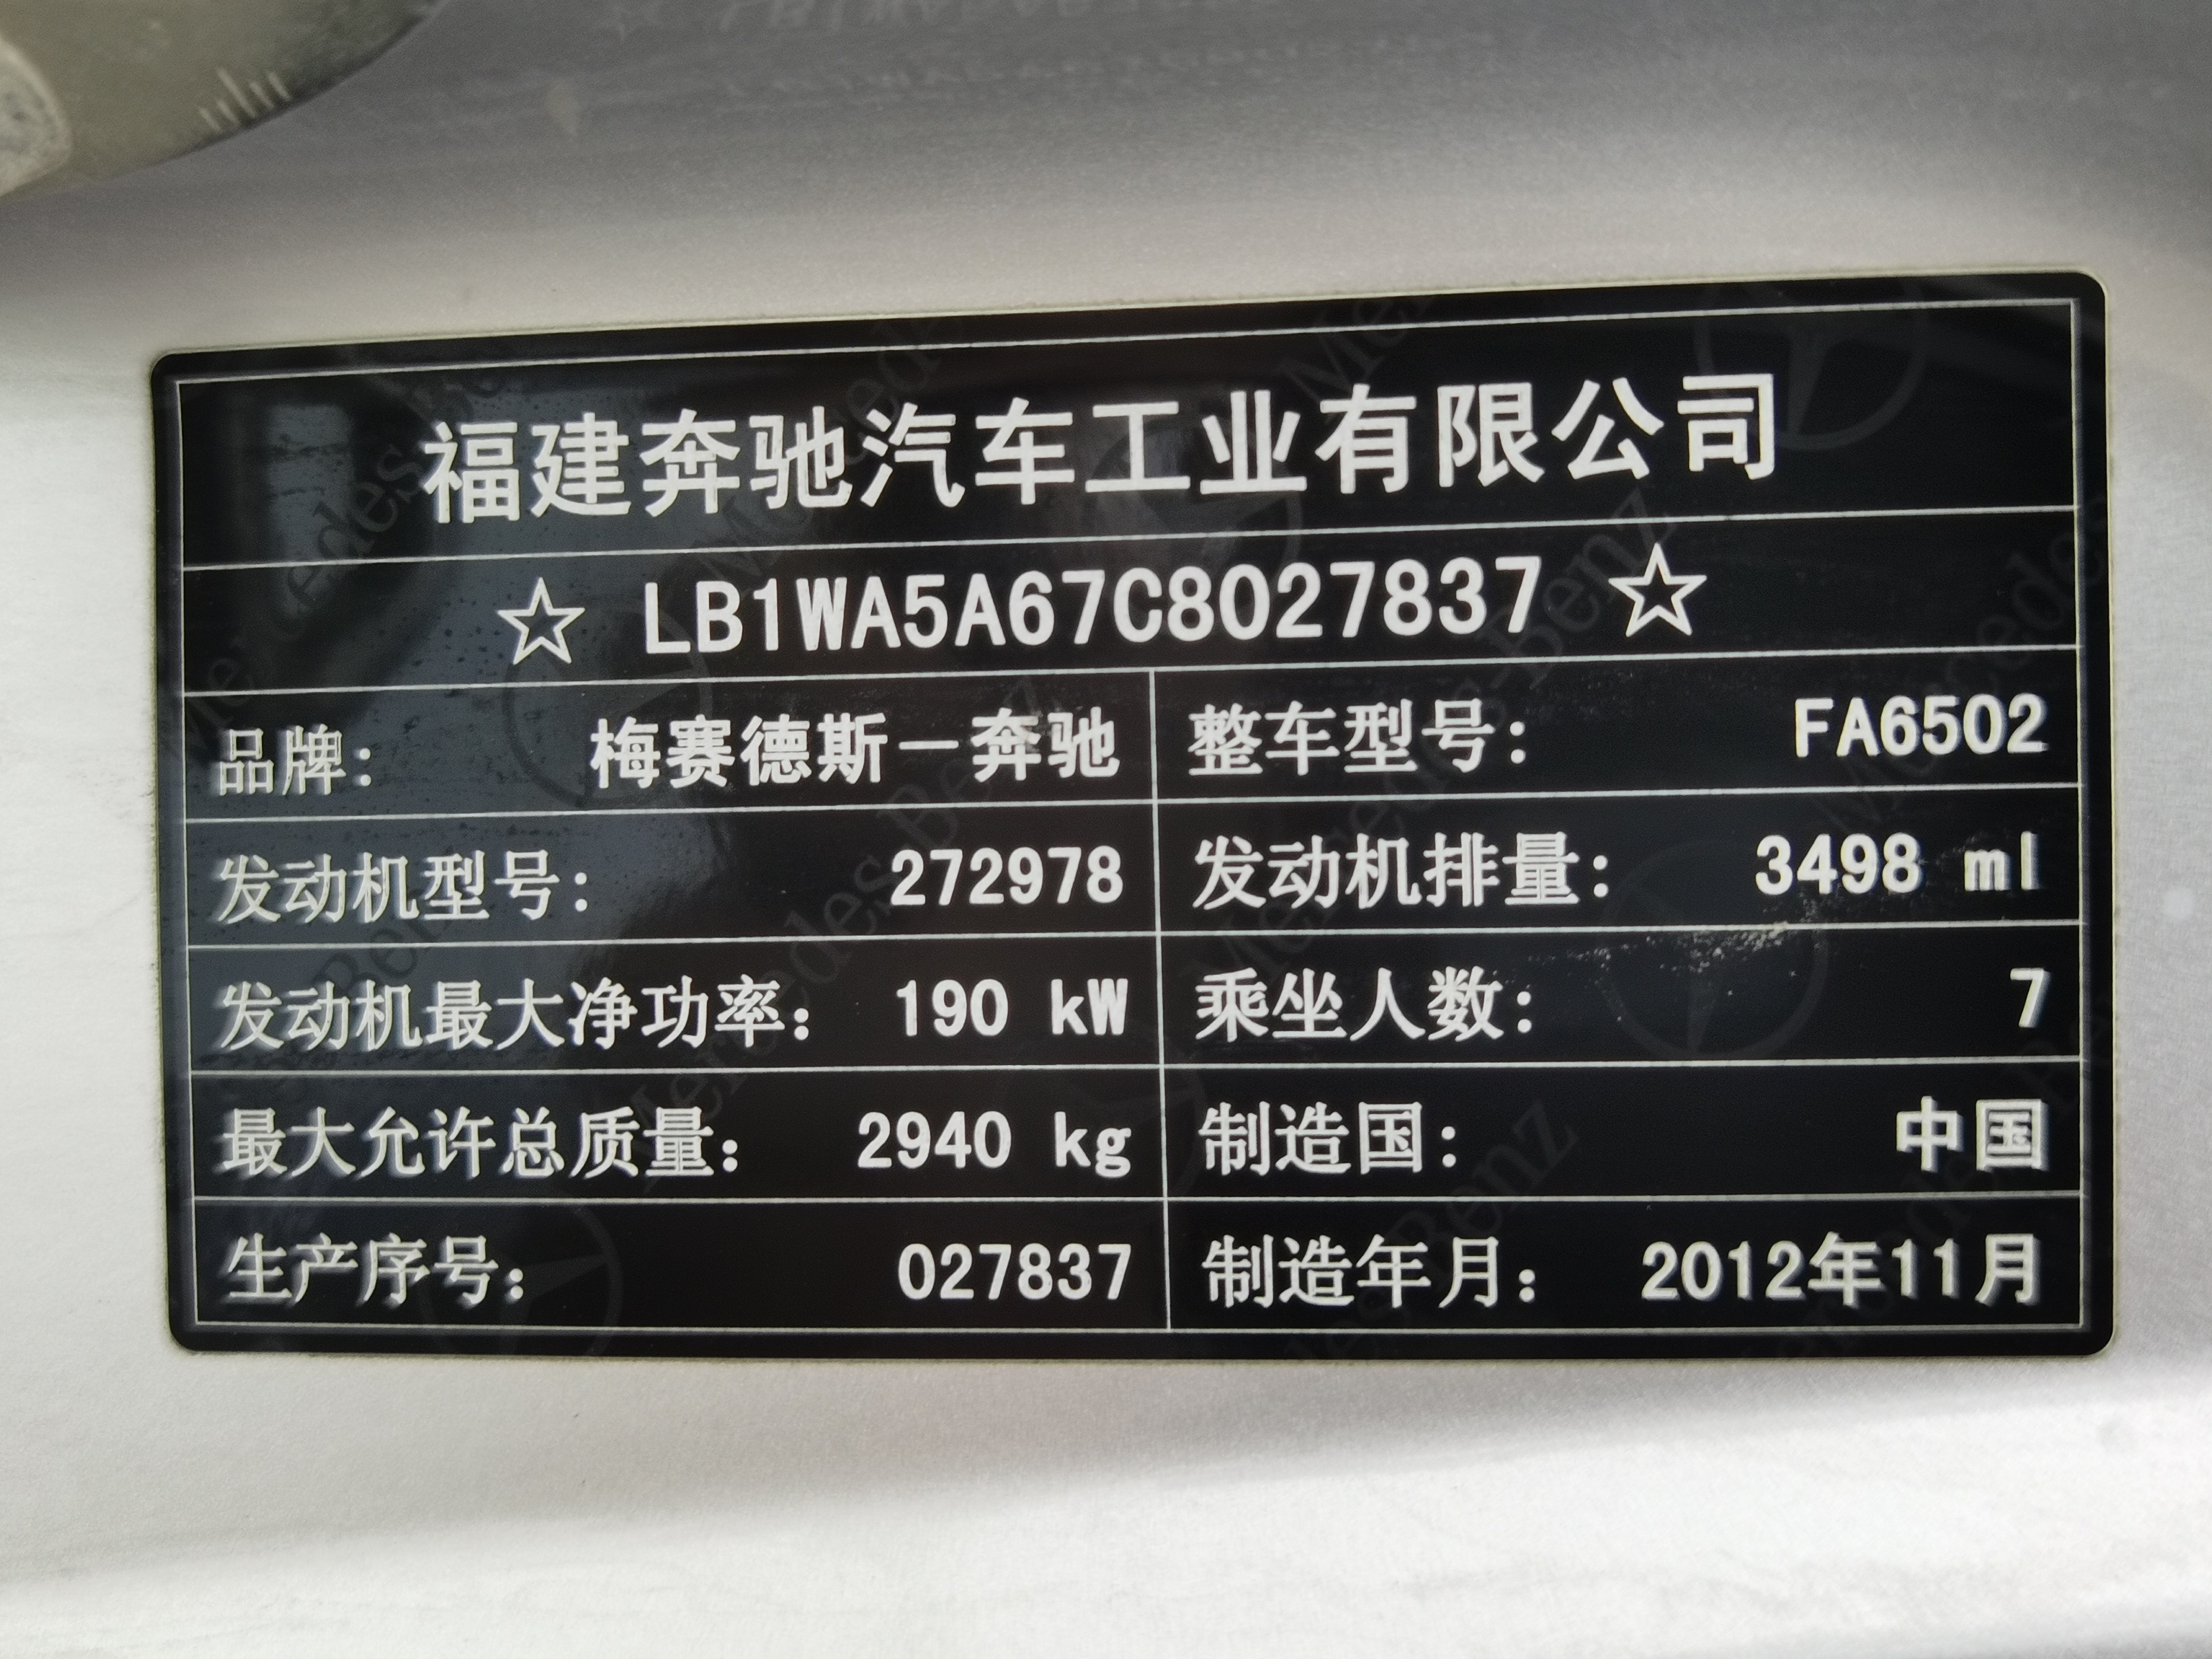 福建奔驰汽车工业有限公司
☆ LB1WA5A67C8027837 ☆
品牌: 梅赛德斯－奔驰 整车型号: FA6502
发动机型号: 272978 发动机排量: 3498 ml
发动机最大净功率: 190 kW 乘坐人数: 7
最大允许总质量: 2940 kg 制造国: 中国
生产序号: 027837 制造年月: 2012年11月